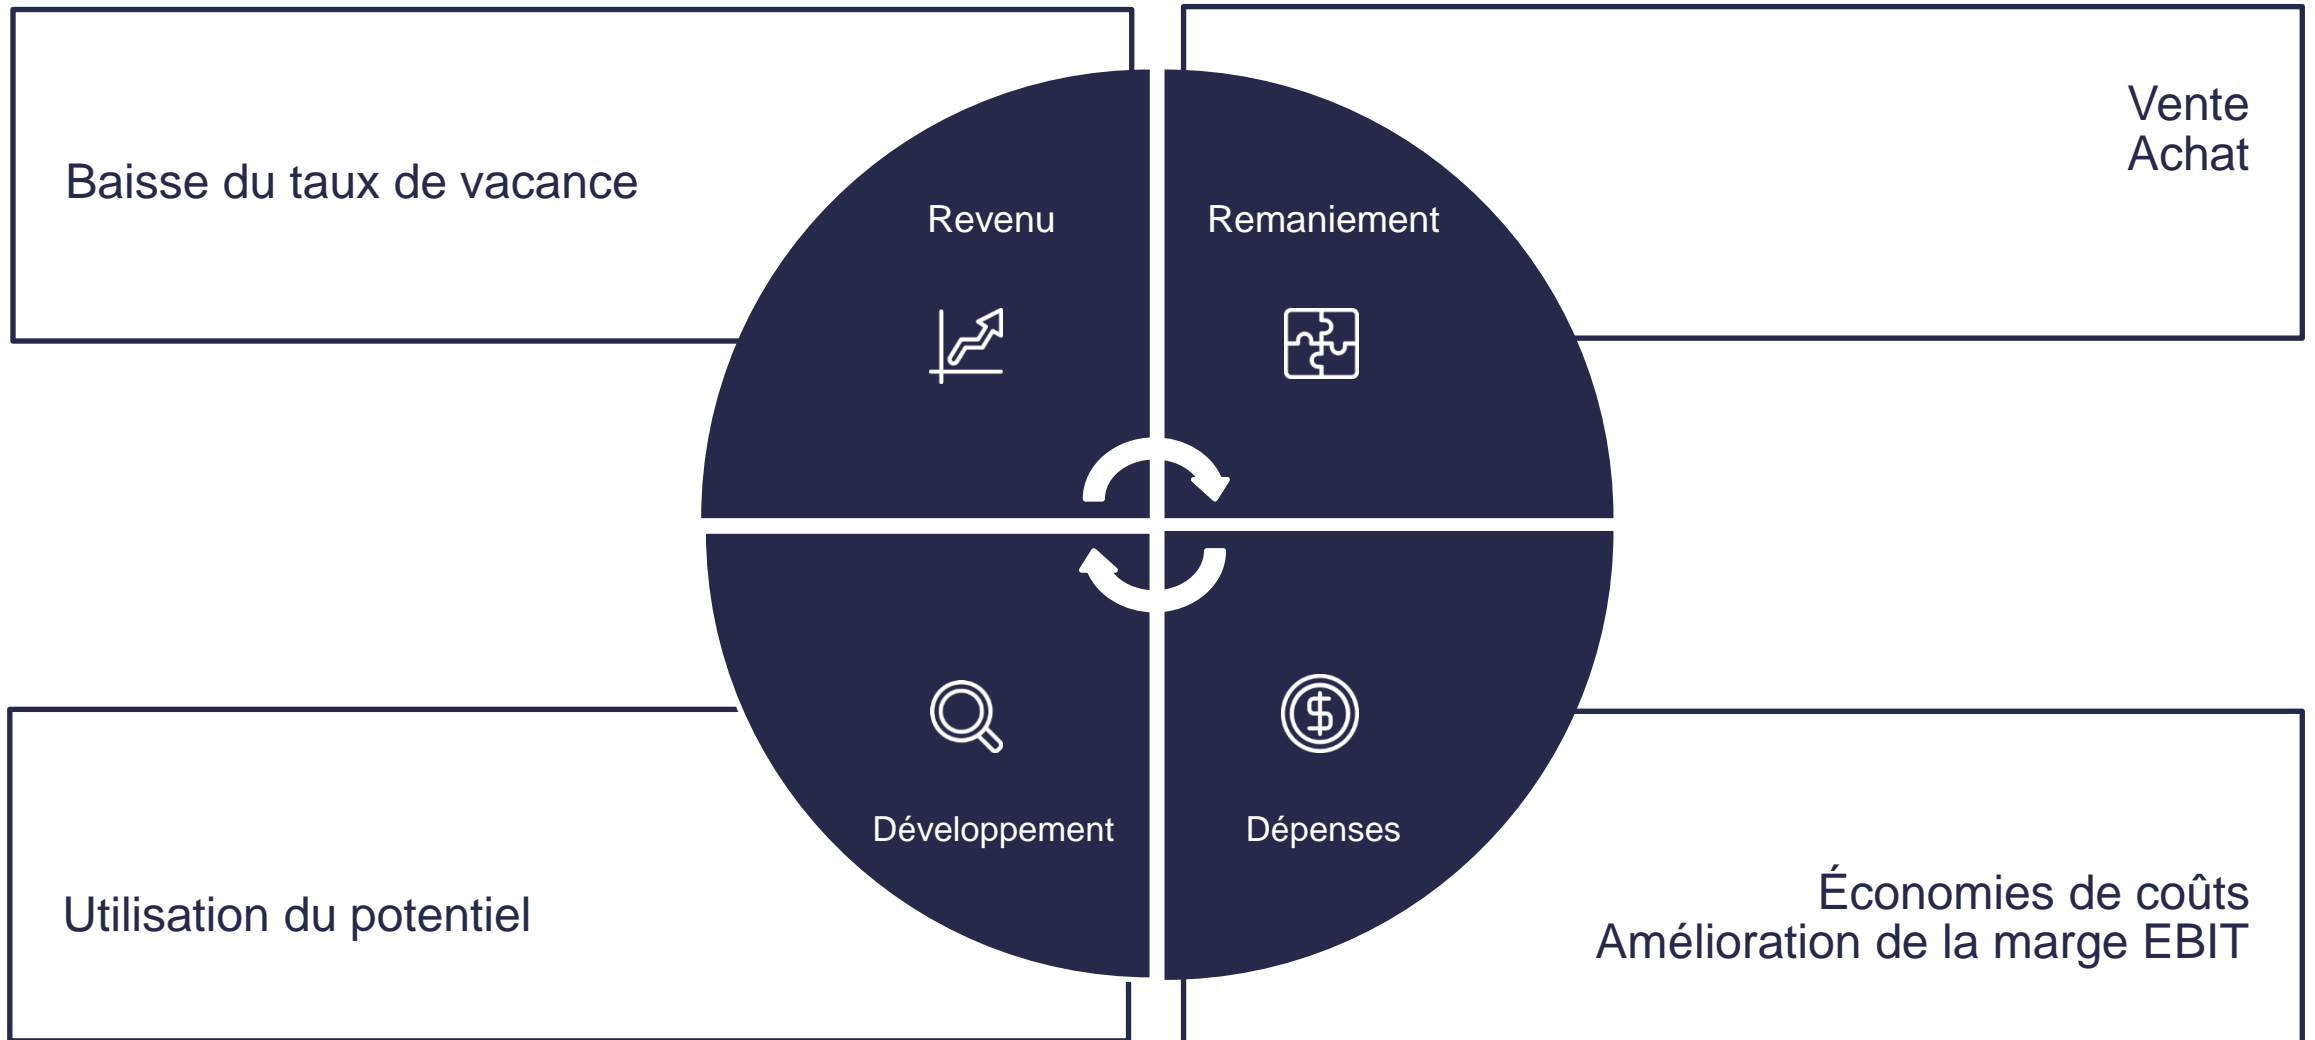 Baisse du taux de vacance
Revenu
Remaniement
Vente
Achat
Développement
Dépenses
Utilisation du potentiel
Économies de coûts
Amélioration de la marge EBIT